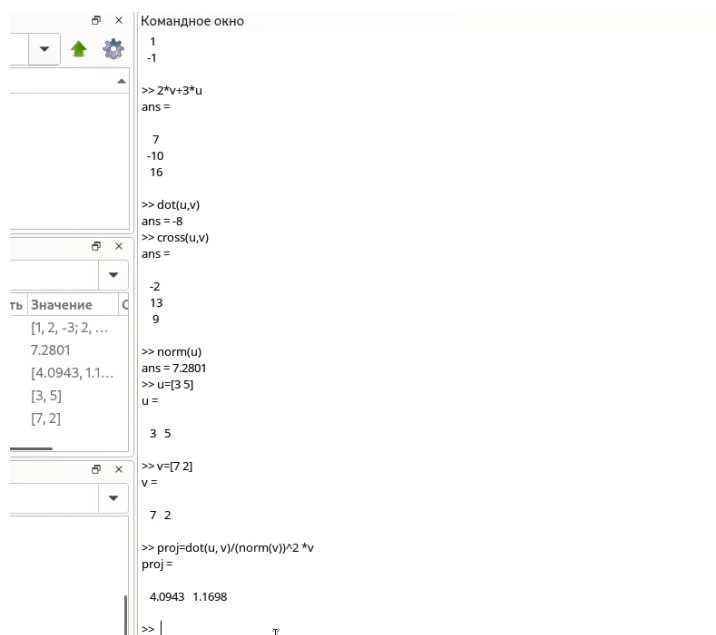 Командное окно
1
-1
>> 2*v+3*u
ans =
7
-10
16
>> dot(u,v)
ans = -8
>> cross(u,v)
ans =
-2
13
9
>> norm(u)
ans = 7.2801
>> u=[3 5]
u =
3 5
>> v=[7 2]
v =
7 2
>> proj=dot(u, v)/(norm(v))^2 *v
proj =
4.0943 1.1698
>>
ть Значение С
[1, 2, -3; 2, ...
7.2801
[4.0943, 1.1...
[3, 5]
[7, 2]